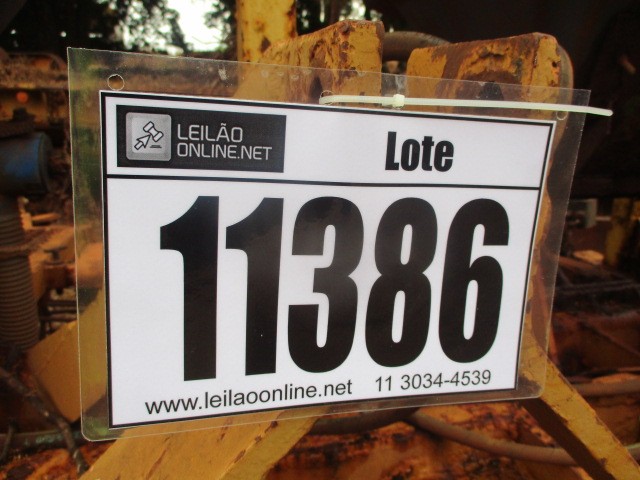 LEILÃO
ONLINE.NET
Lote
11386
www.leilaoonline.net 11 3034-4539